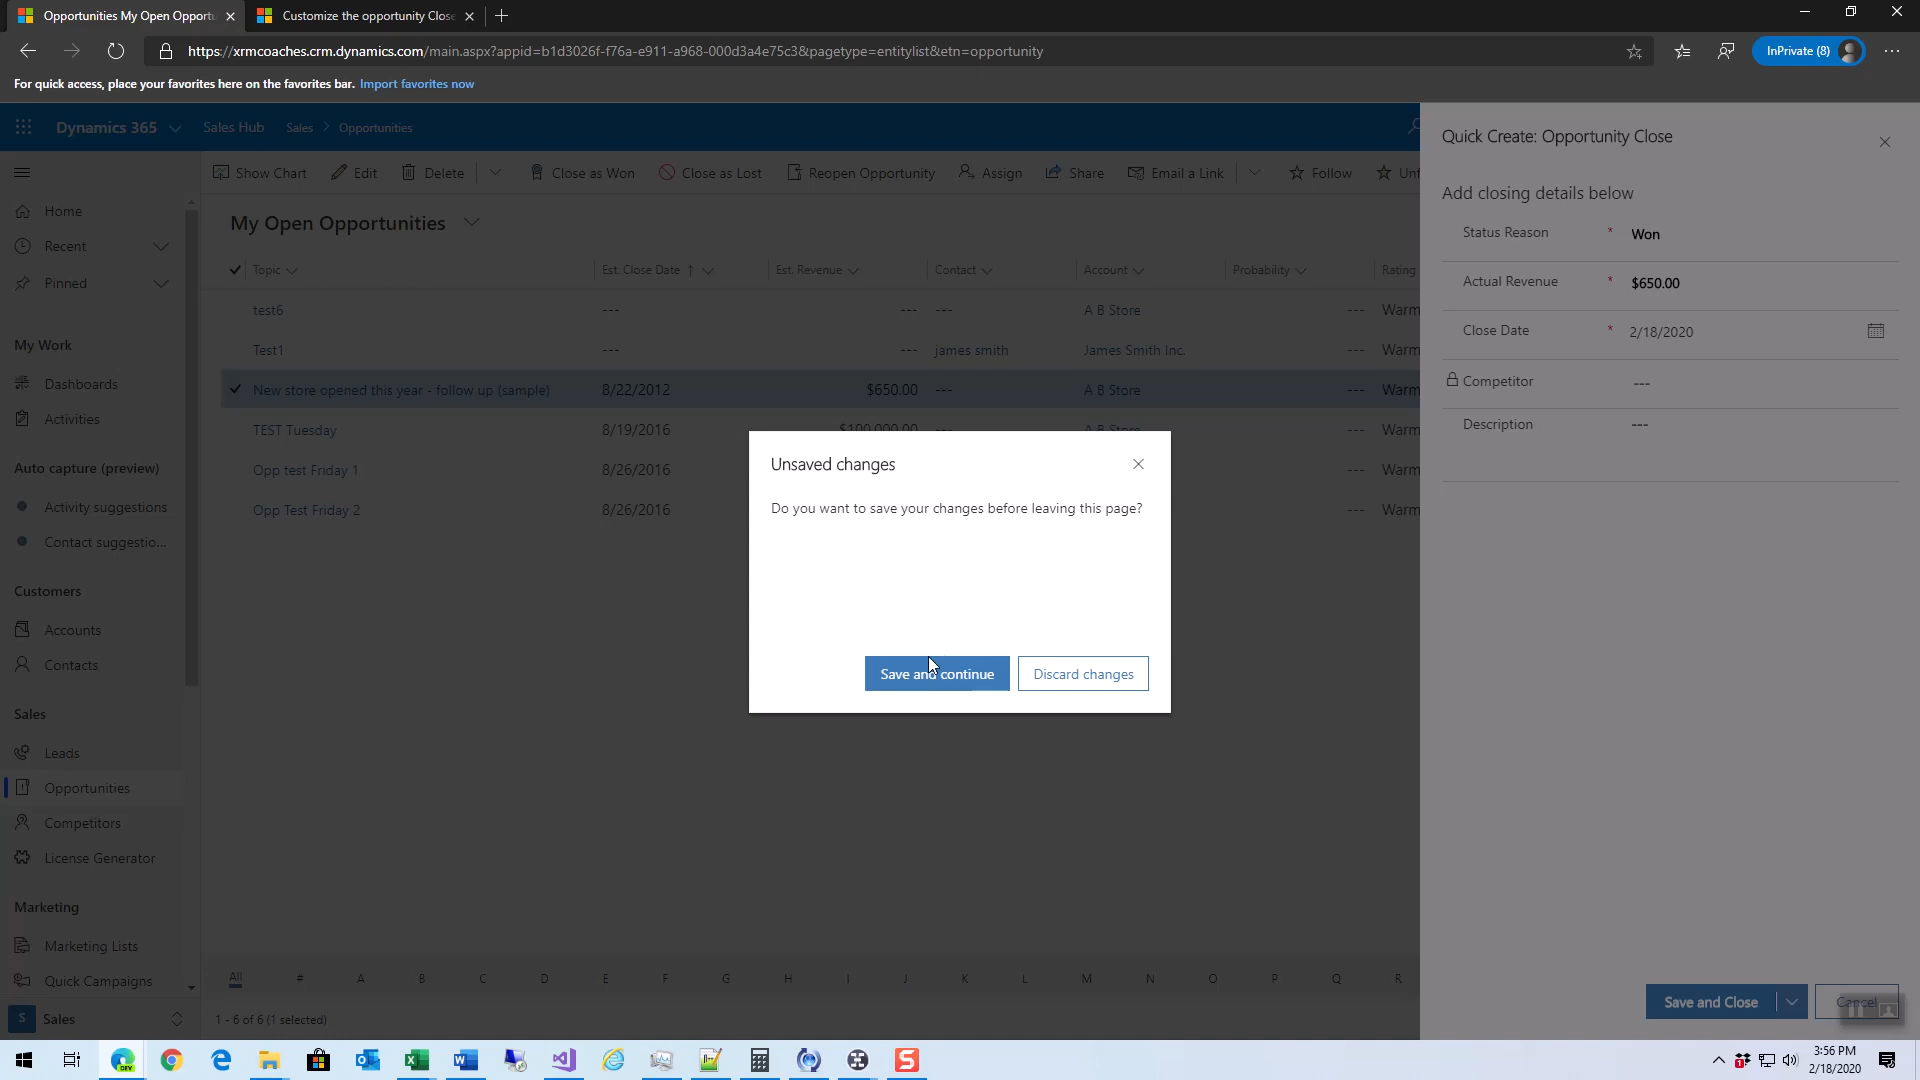 Opportunities My Open Opportu
Customize the opportunity Close
https://xrmcoaches.crm.dynamics.com/main.aspx?appid=b1d3026f-f76a-e911-a968-000d3a4e75c3&pagetype=entitylist&etn=opportunity
InPrivate (8)
For quick access, place your favorites here on the favorites bar. Import favorites now
Dynamics 365
Sales Hub
Sales > Opportunities
Show Chart
Edit
Delete
Close as Won
Close as Lost
Reopen Opportunity
Assign
Share
Email a Link
Follow
Unf
Home
Recent
Pinned
My Work
Dashboards
Activities
Auto capture (preview)
Activity suggestions
Contact suggestio...
Customers
Accounts
Contacts
Sales
Leads
Opportunities
Competitors
License Generator
Marketing
Marketing Lists
Quick Campaigns
S Sales
My Open Opportunities
Topic Est. Close Date Est. Revenue Contact Account Probability Rating
test6 --- --- --- A B Store --- Warm
Test1 --- --- james smith James Smith Inc. --- Warm
New store opened this year - follow up (sample) 8/22/2012 $650.00 --- A B Store --- Warm
TEST Tuesday 8/19/2016 $100,000.00 --- A B Store --- Warm
Opp test Friday 1 8/26/2016 --- Warm
Opp Test Friday 2 8/26/2016 --- Warm
All # A B C D E F G H I J K L M N O P Q R
1 - 6 of 6 (1 selected)
Unsaved changes
Do you want to save your changes before leaving this page?
Save and continue
Discard changes
Quick Create: Opportunity Close
Add closing details below
Status Reason * Won
Actual Revenue * $650.00
Close Date * 2/18/2020
Competitor ---
Description ---
Save and Close
Cancel
DEV
3:56 PM
2/18/2020